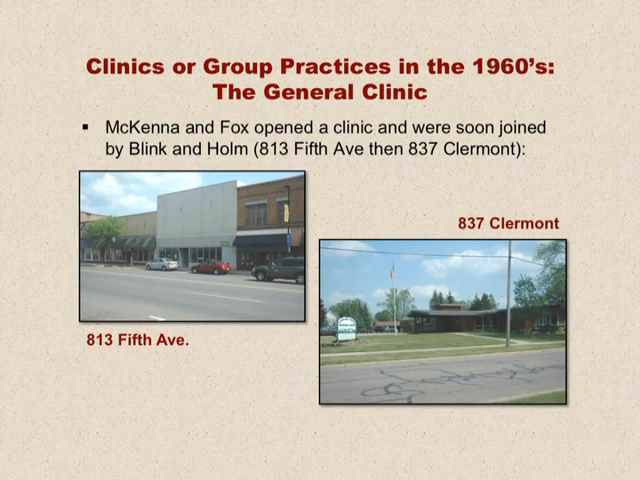 Clinics or Group Practices in the 1960's:
The General Clinic
▪ McKenna and Fox opened a clinic and were soon joined
by Blink and Holm (813 Fifth Ave then 837 Clermont):
837 Clermont
813 Fifth Ave.